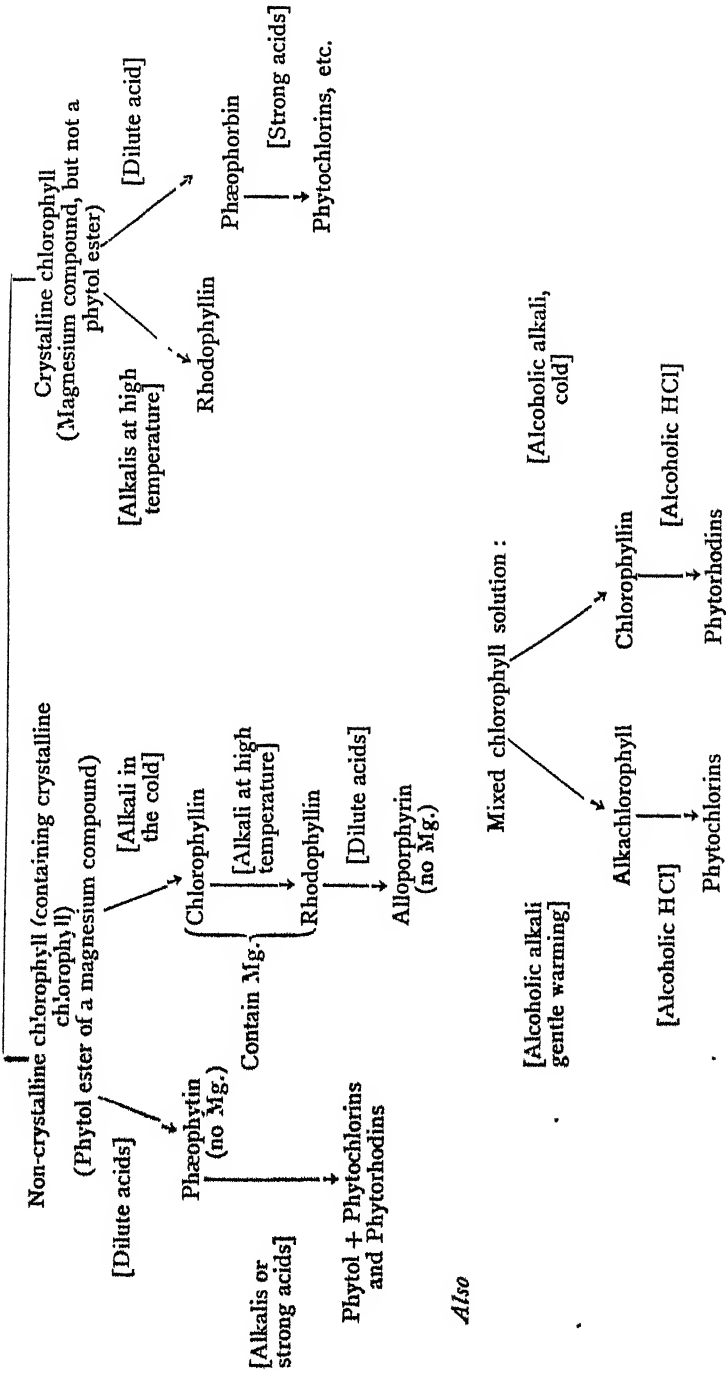 Non-crystalline chlorophyll (containing crystalline
chlorophyll)
(Phytol ester of a magnesium compound)
[Dilute acids]
[Alkali in
the cold]
Phæophytin
(no Mg.)
Chlorophyllin
Contain Mg.
[Alkali at high
temperature]
Rhodophyllin
[Alkalis or
strong acids]
[Dilute acids]
Phytol + Phytochlorins
and Phytorhodins
Alloporphyrin
(no Mg.)
Crystalline chlorophyll
(Magnesium compound, but not a
phytol ester)
[Alkalis at high
temperature]
[Dilute acid]
Rhodophyllin
Phæophorbin
[Strong acids]
Phytochlorins, etc.
Also
Mixed chlorophyll solution :
[Alcoholic alkali
gentle warming]
[Alcoholic alkali,
cold]
Alkachlorophyll
Chlorophyllin
[Alcoholic HCl]
[Alcoholic HCl]
Phytochlorins
Phytorhodins